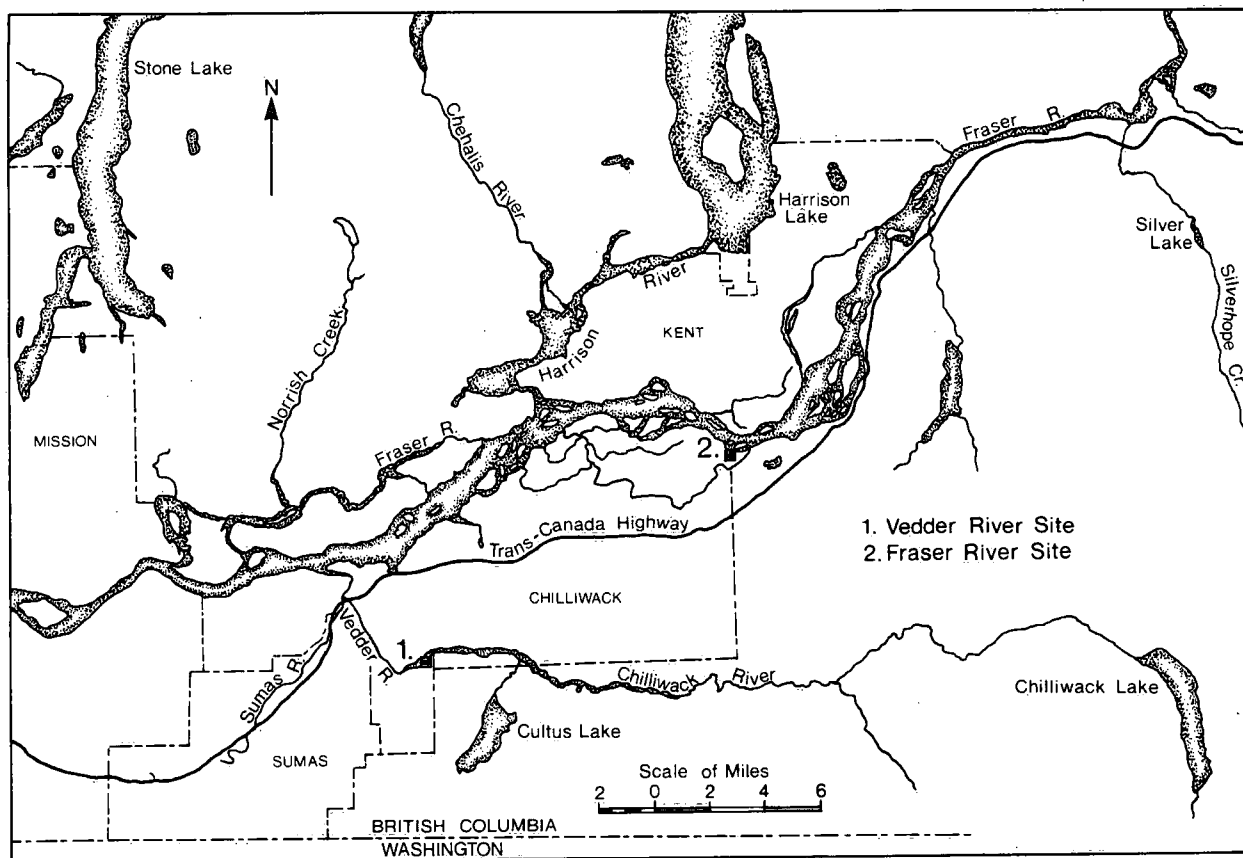 Stone Lake
N
Chehalis River
Fraser R.
Harrison
Lake
Silver
Lake
Silverhope Cr.
Norrish Creek
River
Harrison
KENT
MISSION
Fraser R.
2.
Trans-Canada Highway
1. Vedder River Site
2. Fraser River Site
CHILLIWACK
Vedder R.
1.
Sumas R.
Chilliwack River
Chilliwack Lake
Cultus Lake
SUMAS
Scale of Miles
2 0 2 4 6
BRITISH COLUMBIA
WASHINGTON